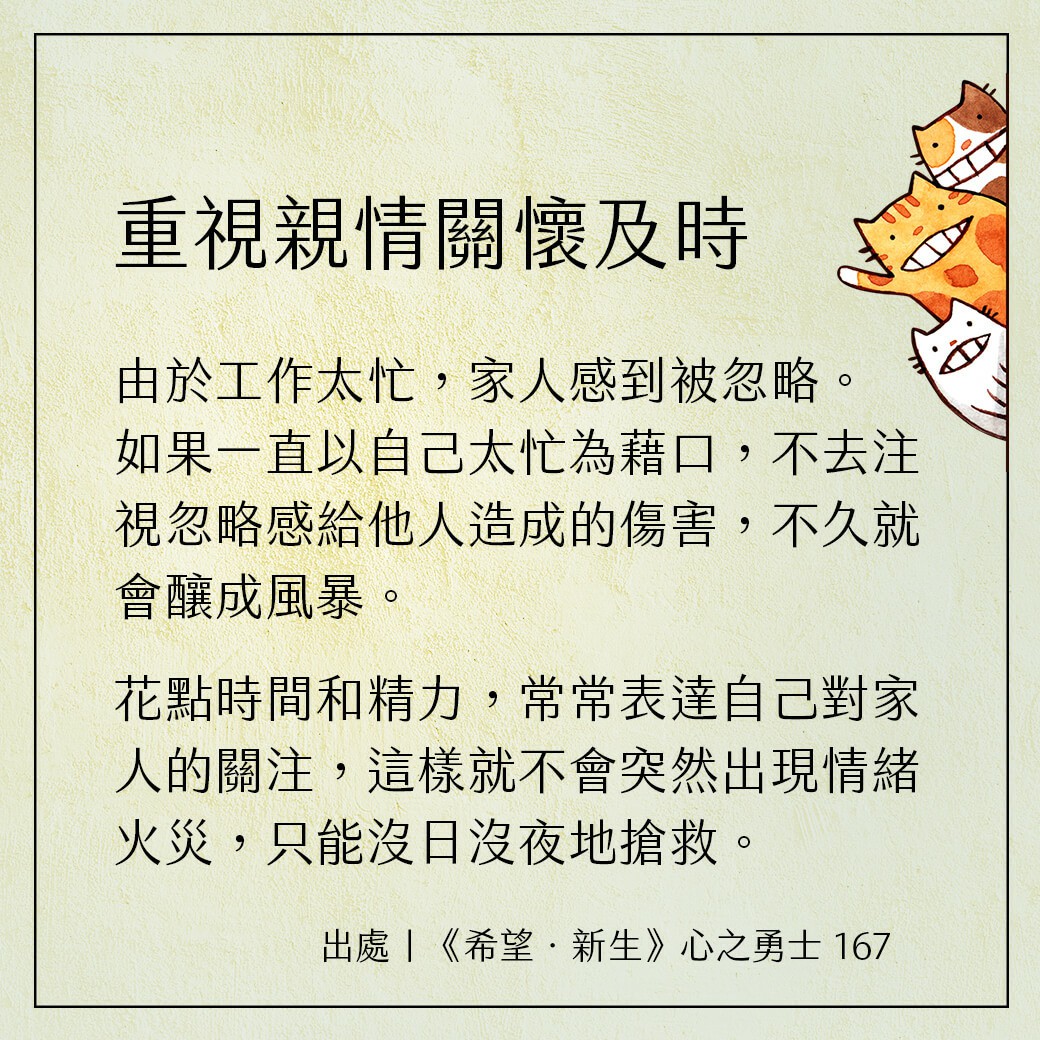 重視親情關懷及時
由於工作太忙，家人感到被忽略。
如果一直以自己太忙為藉口，不去注
視忽略感給他人造成的傷害，不久就
會釀成風暴。
花點時間和精力，常常表達自己對家
人的關注，這樣就不會突然出現情緒
火災，只能沒日沒夜地搶救。
出處｜《希望．新生》心之勇士 167